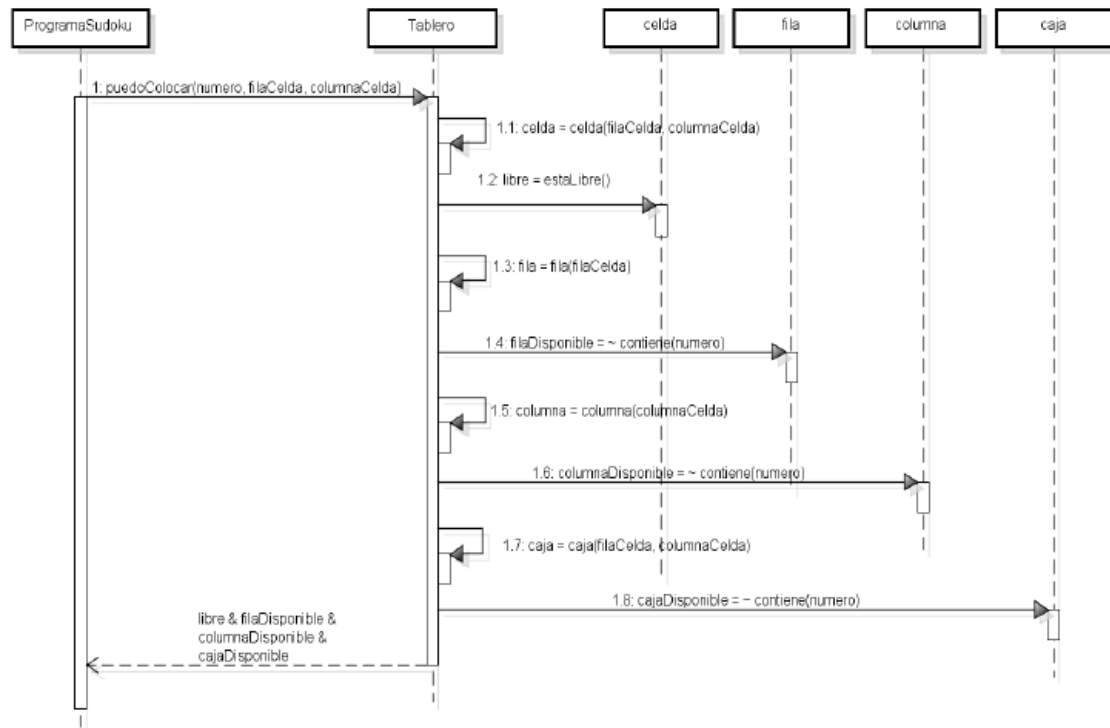 ProgramaSudoku
Tablero
celda
fila
columna
caja
1: puedoColocar(numero, filaCelda, columnaCelda)
1.1: celda = celda(filaCelda, columnaCelda)
1.2: libre = estaLibre()
1.3: fila = fila(filaCelda)
1.4: filaDisponible = ~ contiene(numero)
1.5: columna = columna(columnaCelda)
1.6: columnaDisponible = ~ contiene(numero)
1.7: caja = caja(filaCelda, columnaCelda)
1.8: cajaDisponible = ~ contiene(numero)
libre & filaDisponible &
columnaDisponible &
cajaDisponible